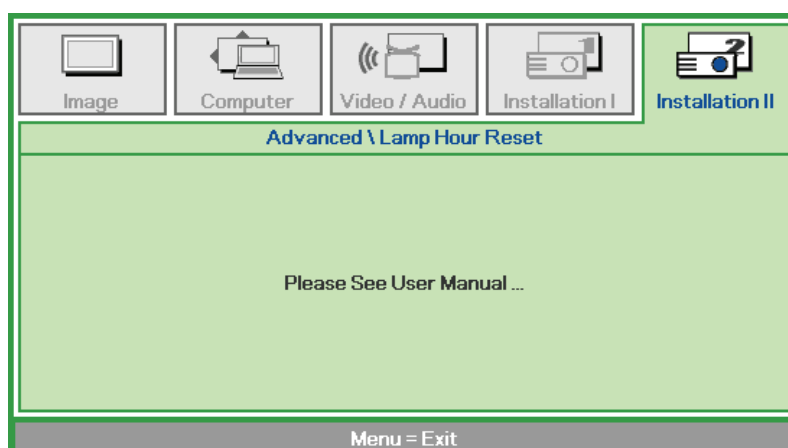 Image
Computer
Video / Audio
Installation I
Installation II
Advanced \ Lamp Hour Reset
Please See User Manual ...
Menu = Exit